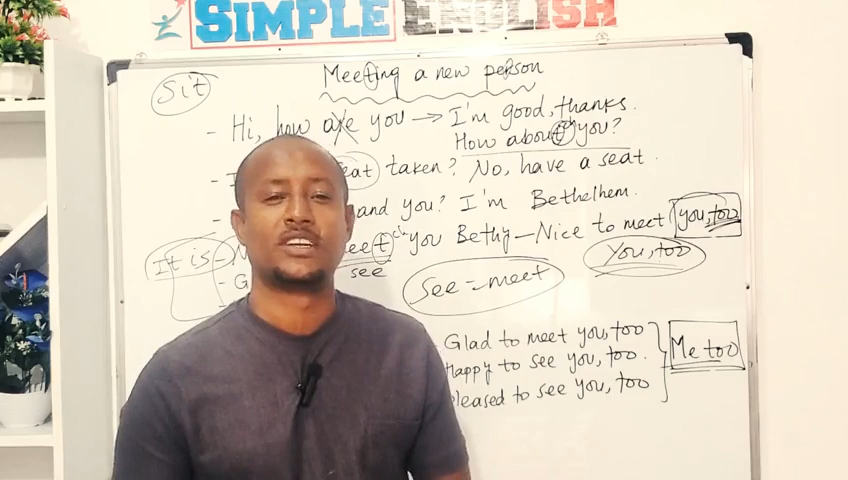 SIMPLE ENGLISH
Sit
Meeting a new person
- Hi, how are you → I'm good, thanks.
How about you?
taken? No, have a seat.
and you? I'm Bethelhem.
It is
you Bethy - Nice to meet you, too
see
you, too
See = meet
Glad to meet you, too
Happy to see you, too.
to see you, too
Me too